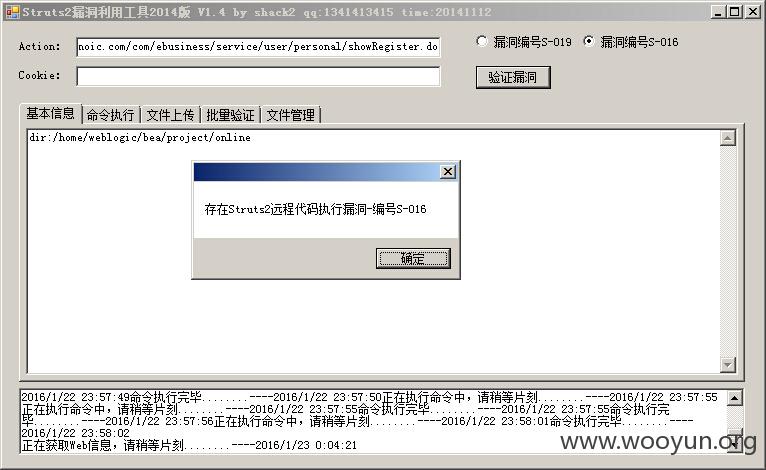 Struts2漏洞利用工具2014版 V1.4 by shack2 qq:1341413415 time:20141112
Action: noic.com/com/ebusiness/service/user/personal/showRegister.do
漏洞编号S-019 漏洞编号S-016
Cookie:
验证漏洞
基本信息 命令执行 文件上传 批量验证 文件管理
dir:/home/weblogic/bea/project/online
存在Struts2远程代码执行漏洞-编号S-016
确定
2016/1/22 23:57:49命令执行完毕........----2016/1/22 23:57:50正在执行命令中，请稍等片刻........----2016/1/22 23:57:55
正在执行命令中，请稍等片刻........----2016/1/22 23:57:55命令执行完毕........----2016/1/22 23:57:55命令执行完
毕........----2016/1/22 23:57:56正在执行命令中，请稍等片刻........----2016/1/22 23:58:01命令执行完毕........----
2016/1/22 23:58:02
正在获取Web信息，请稍等片刻........----2016/1/23 0:04:21
www.wooyun.org